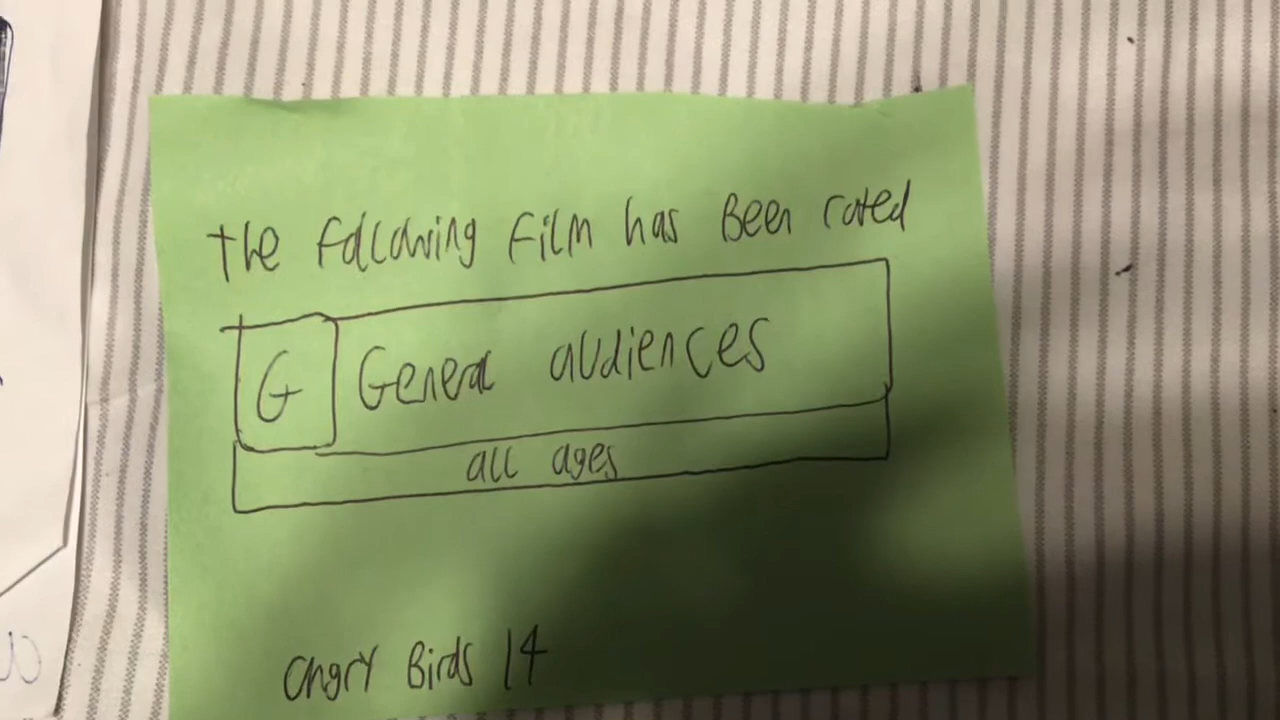 the following film has Been rated
G General audiences
all ages
angry Birds 14